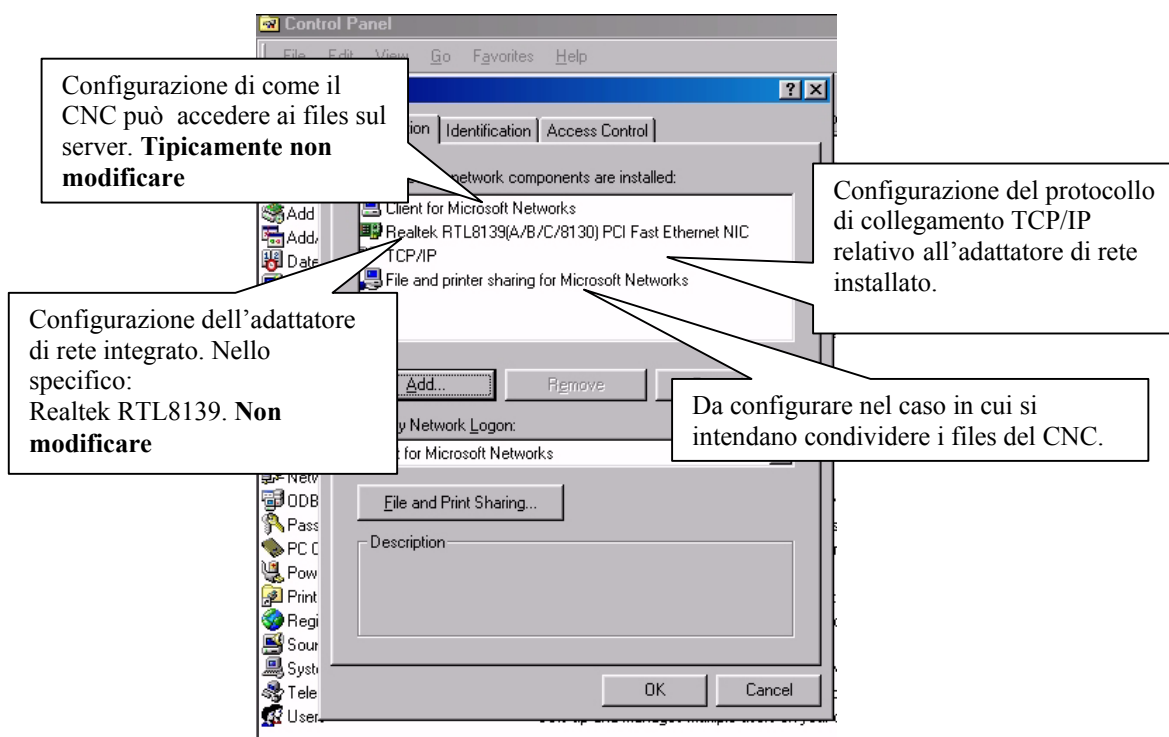 Control Panel
File Edit View Go Favorites Help
Configurazione di come il
CNC può accedere ai files sul
server. Tipicamente non
modificare
Identification
Access Control
network components are installed:
Client for Microsoft Networks
Realtek RTL8139(A/B/C/8130) PCI Fast Ethernet NIC
TCP/IP
File and printer sharing for Microsoft Networks
Configurazione del protocollo
di collegamento TCP/IP
relativo all’adattatore di rete
installato.
Add
Add/
Date
Configurazione dell’adattatore
di rete integrato. Nello
specifico:
Realtek RTL8139. Non
modificare
Add...
Remove
Da configurare nel caso in cui si
intendano condividere i files del CNC.
Network Logon:
for Microsoft Networks
File and Print Sharing...
Description
Netw
ODB
Pass
PC C
Pow
Print
Regi
Sour
Syst
Tele
Users
OK
Cancel